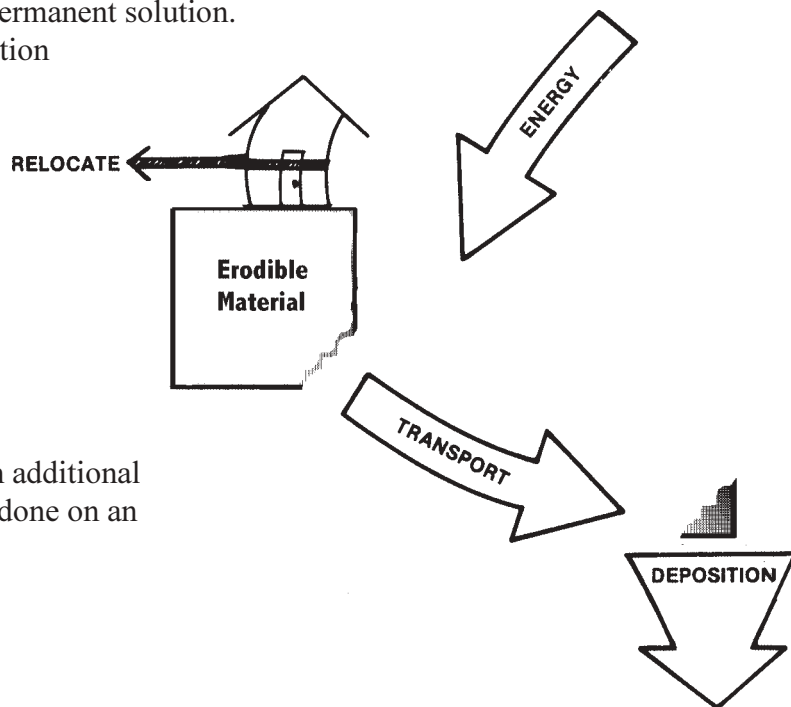 ermanent solution.
tion
ENERGY
RELOCATE
Erodible
Material
TRANSPORT
n additional
done on an
DEPOSITION